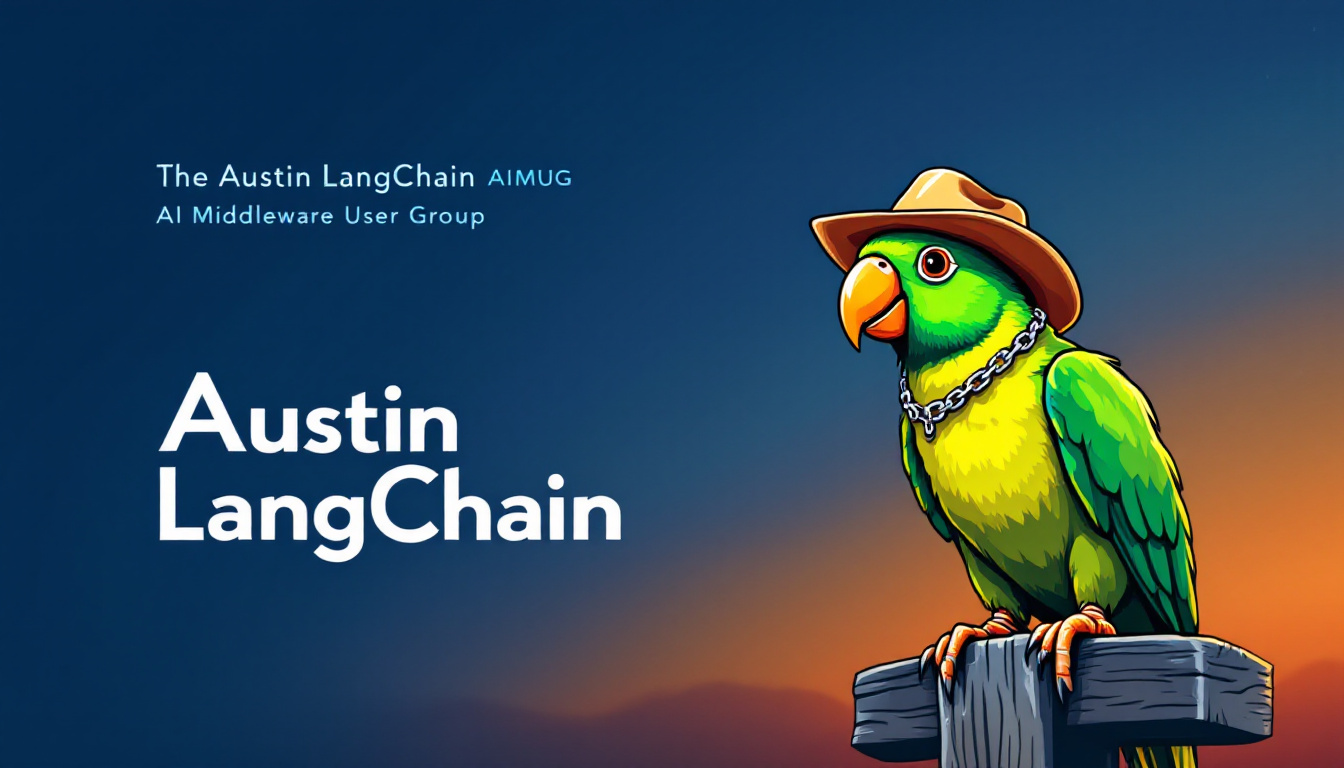 The Austin LangChain AIMUG
AI Middleware User Group
Austin
LangChain